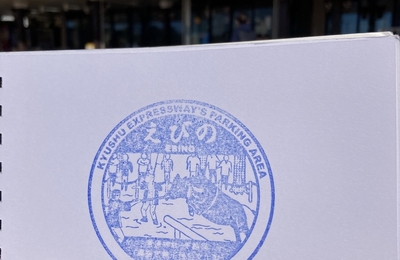 KYUSHU EXPRESSWAY'S PARKING AREA
えびの
EBINO